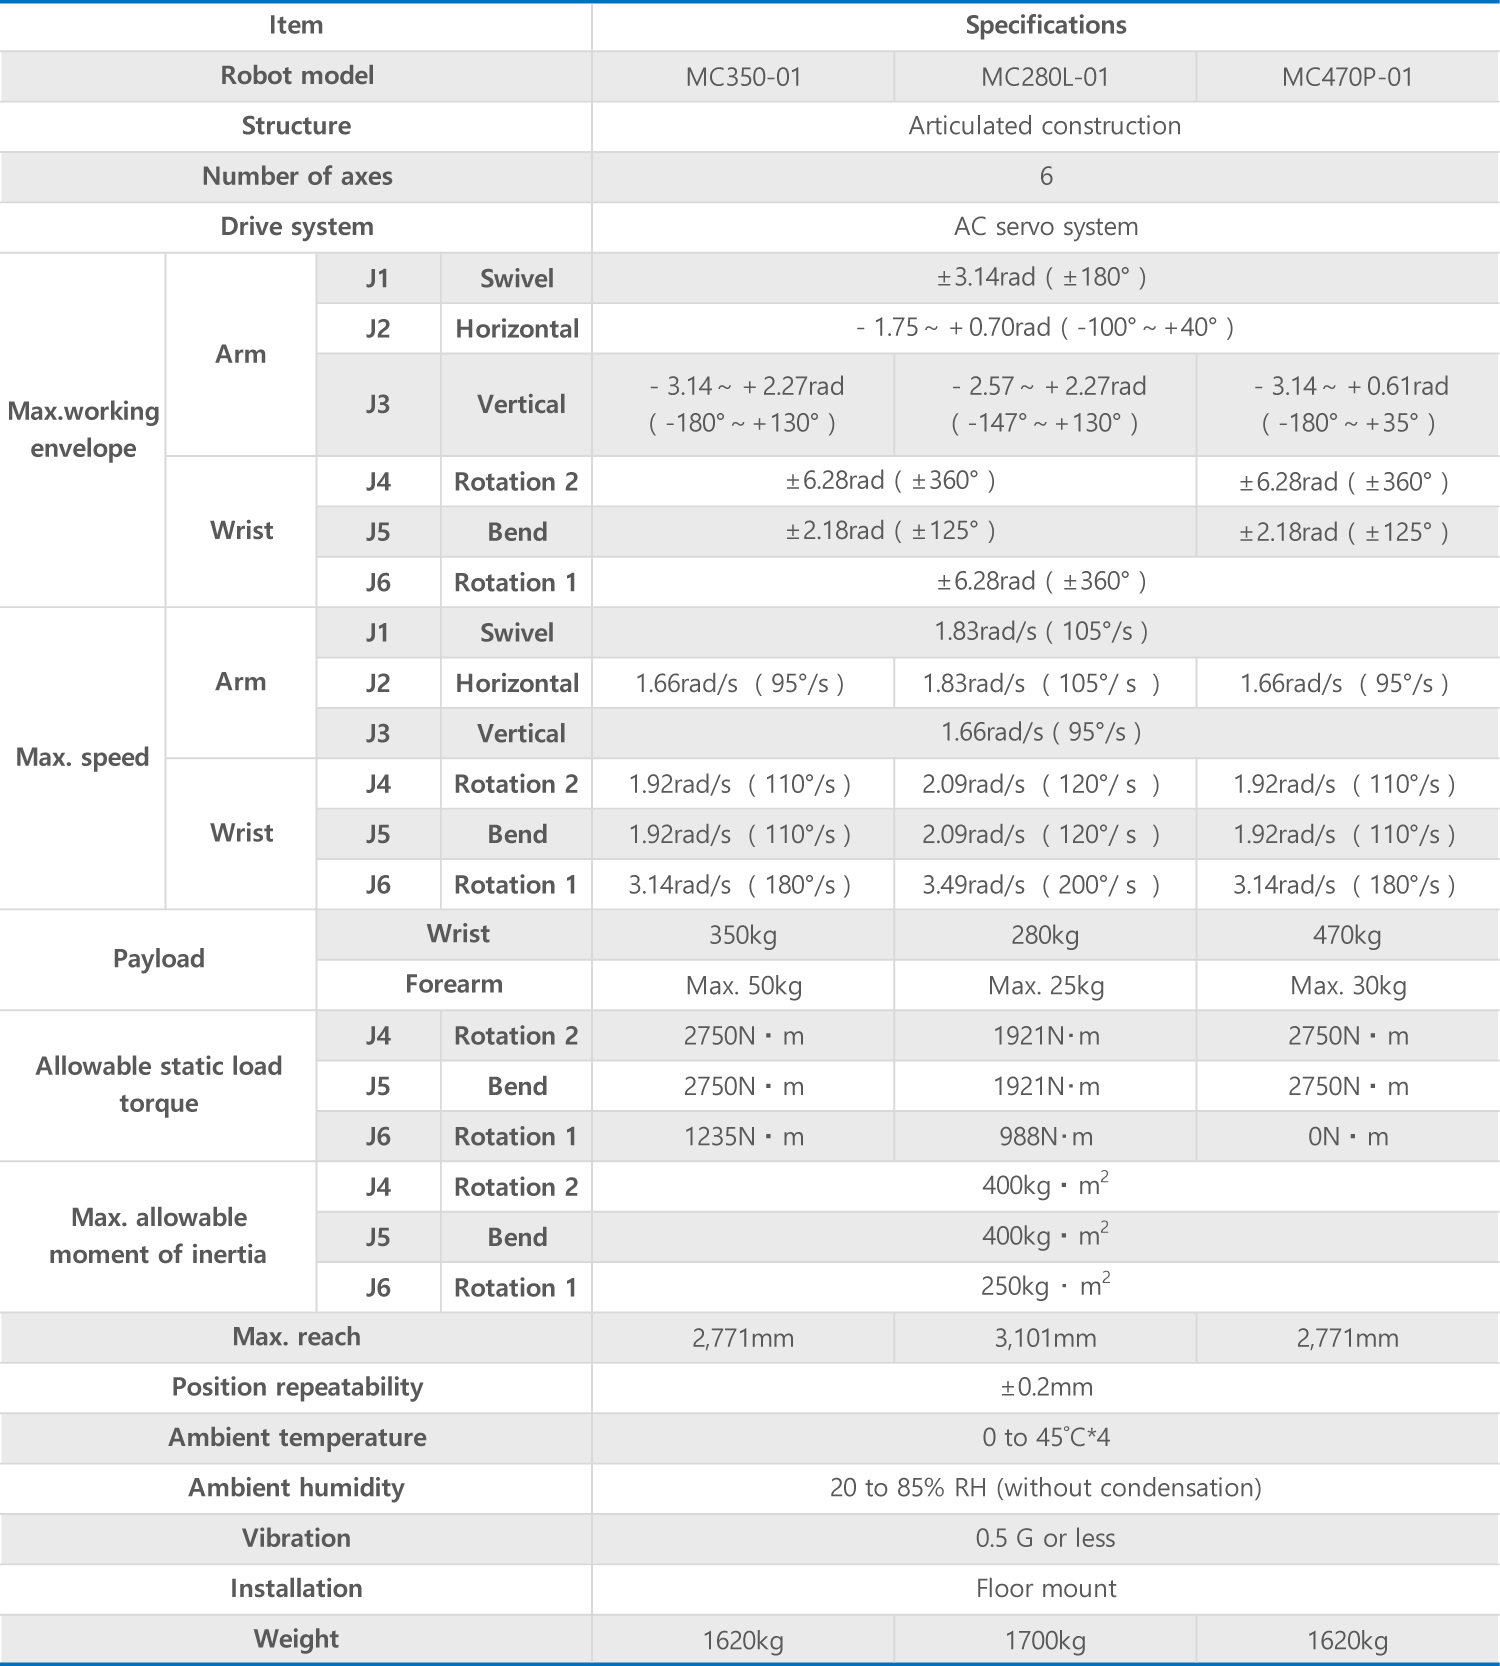 Item Specifications
Robot model MC350-01 MC280L-01 MC470P-01
Structure Articulated construction
Number of axes 6
Drive system AC servo system
Max.working
envelope
Arm
J1 Swivel ±3.14rad ( ±180° )
J2 Horizontal - 1.75 ~ + 0.70rad ( -100° ~ +40° )
J3 Vertical
- 3.14 ~ + 2.27rad
( -180° ~ +130° )
- 2.57 ~ + 2.27rad
( -147° ~ +130° )
- 3.14 ~ + 0.61rad
( -180° ~ +35° )
Wrist
J4 Rotation 2 ±6.28rad ( ±360° ) ±6.28rad ( ±360° )
J5 Bend ±2.18rad ( ±125° ) ±2.18rad ( ±125° )
J6 Rotation 1 ±6.28rad ( ±360° )
Max. speed
Arm
J1 Swivel 1.83rad/s ( 105°/s )
J2 Horizontal 1.66rad/s ( 95°/s ) 1.83rad/s ( 105°/ s ) 1.66rad/s ( 95°/s )
J3 Vertical 1.66rad/s ( 95°/s )
Wrist
J4 Rotation 2 1.92rad/s ( 110°/s ) 2.09rad/s ( 120°/ s ) 1.92rad/s ( 110°/s )
J5 Bend 1.92rad/s ( 110°/s ) 2.09rad/s ( 120°/ s ) 1.92rad/s ( 110°/s )
J6 Rotation 1 3.14rad/s ( 180°/s ) 3.49rad/s ( 200°/ s ) 3.14rad/s ( 180°/s )
Payload
Wrist 350kg 280kg 470kg
Forearm Max. 50kg Max. 25kg Max. 30kg
Allowable static load
torque
J4 Rotation 2 2750N・m 1921N·m 2750N・m
J5 Bend 2750N・m 1921N·m 2750N・m
J6 Rotation 1 1235N・m 988N·m 0N・m
Max. allowable
moment of inertia
J4 Rotation 2 400kg・m²
J5 Bend 400kg・m²
J6 Rotation 1 250kg・m²
Max. reach 2,771mm 3,101mm 2,771mm
Position repeatability ±0.2mm
Ambient temperature 0 to 45˚C*4
Ambient humidity 20 to 85% RH (without condensation)
Vibration 0.5 G or less
Installation Floor mount
Weight 1620kg 1700kg 1620kg